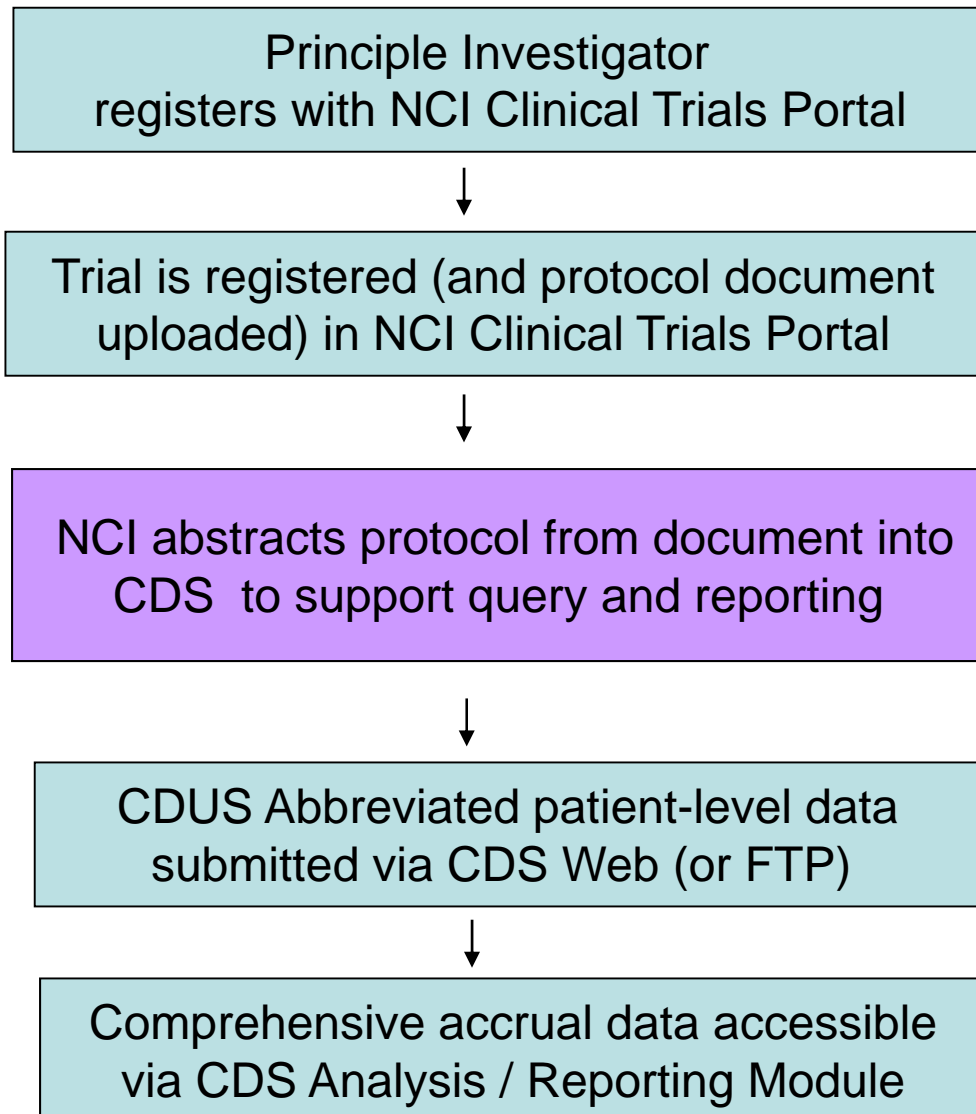 Principle Investigator
registers with NCI Clinical Trials Portal
Trial is registered (and protocol document
uploaded) in NCI Clinical Trials Portal
NCI abstracts protocol from document into
CDS to support query and reporting
CDUS Abbreviated patient-level data
submitted via CDS Web (or FTP)
Comprehensive accrual data accessible
via CDS Analysis / Reporting Module